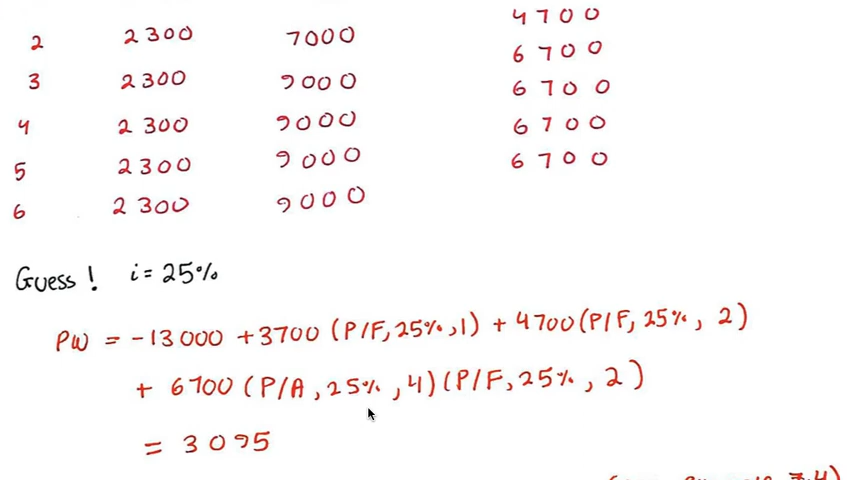 4700
2 2300 7000 6700
3 2300 9000 6700
4 2300 9000 6700
5 2300 9000 6700
6 2300 9000
Guess! i = 25%
PW = -13000 +3700 (P/F, 25%, 1) + 4700(P/F, 25%, 2)
+ 6700 (P/A, 25%, 4)(P/F, 25%, 2)
= 3095